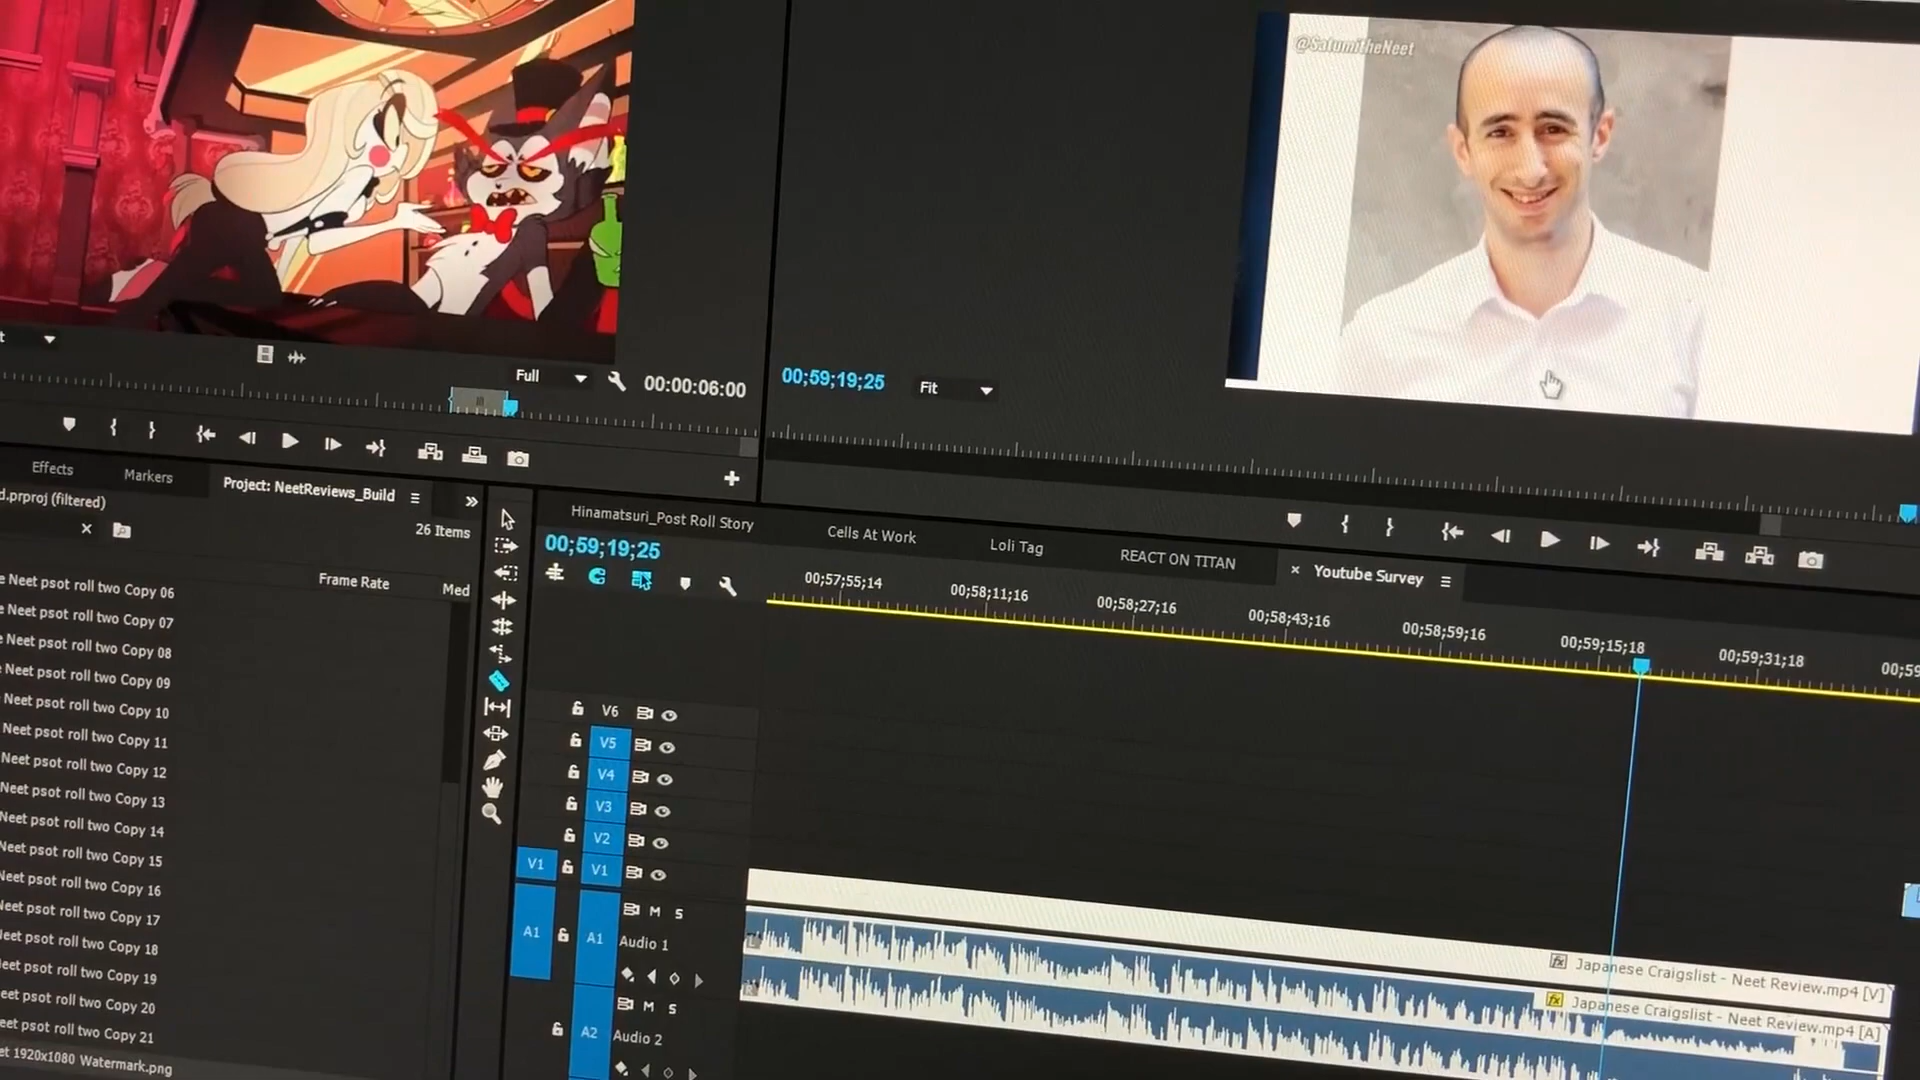 @SatumitheNeet
Full
00:00:06:00
00;59;19;25
Fit
Effects
Markers
Project: NeetReviews_Build
d.prproj (filtered)
26 Items
Frame Rate
Med
e Neet psot roll two Copy 06
e Neet psot roll two Copy 07
e Neet psot roll two Copy 08
Neet psot roll two Copy 09
Neet psot roll two Copy 10
Neet psot roll two Copy 11
Neet psot roll two Copy 12
Neet psot roll two Copy 13
Neet psot roll two Copy 14
Neet psot roll two Copy 15
Neet psot roll two Copy 16
Neet psot roll two Copy 17
eet psot roll two Copy 18
eet psot roll two Copy 19
eet psot roll two Copy 20
eet psot roll two Copy 21
et 1920x1080 Watermark.png
Hinamatsuri_Post Roll Story
Cells At Work
Loli Tag
REACT ON TITAN
Youtube Survey
00;59;19;25
00;57;55;14
00;58;11;16
00;58;27;16
00;58;43;16
00;58;59;16
00;59;15;18
00;59;31;18
00;59
V6
V5
V4
V3
V2
V1 V1
M S
A1 A1 Audio 1
M S
A2 Audio 2
fx Japanese Craigslist - Neet Review.mp4 [V]
fx Japanese Craigslist - Neet Review.mp4 [A]
L
R